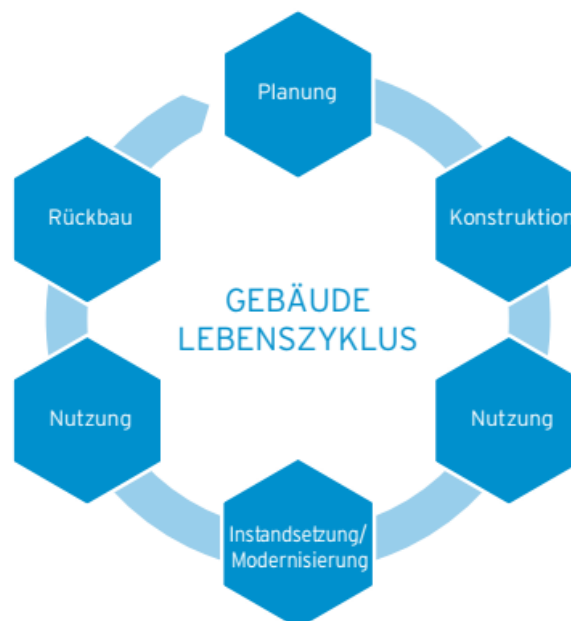 Planung
Konstruktion
Nutzung
Instandsetzung/
Modernisierung
Nutzung
Rückbau
GEBÄUDE
LEBENSZYKLUS